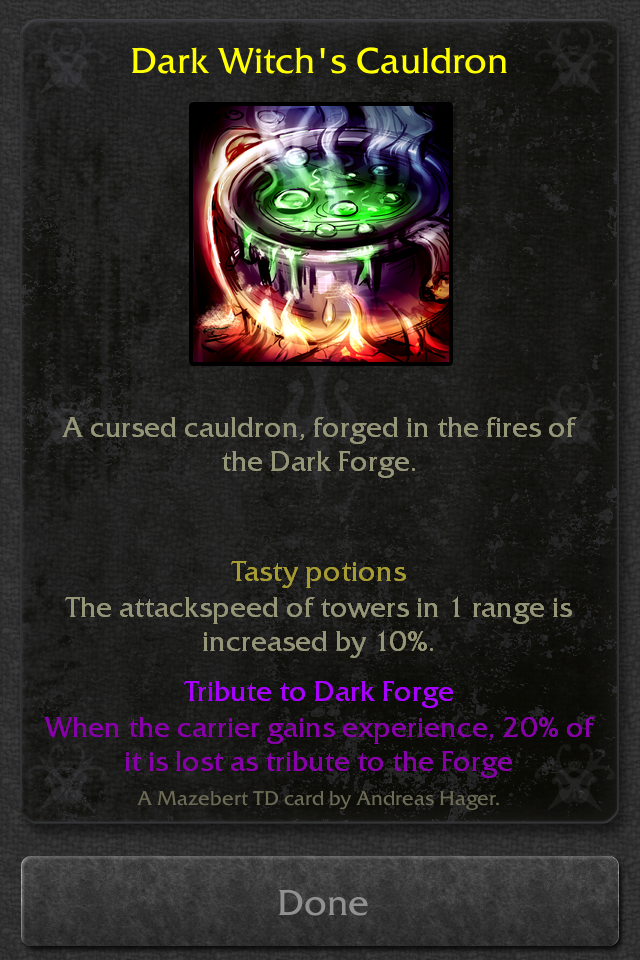 Dark Witch's Cauldron
A cursed cauldron, forged in the fires of
the Dark Forge.
Tasty potions
The attackspeed of towers in 1 range is
increased by 10%.
Tribute to Dark Forge
When the carrier gains experience, 20% of
it is lost as tribute to the Forge
A Mazebert TD card by Andreas Hager.
Done